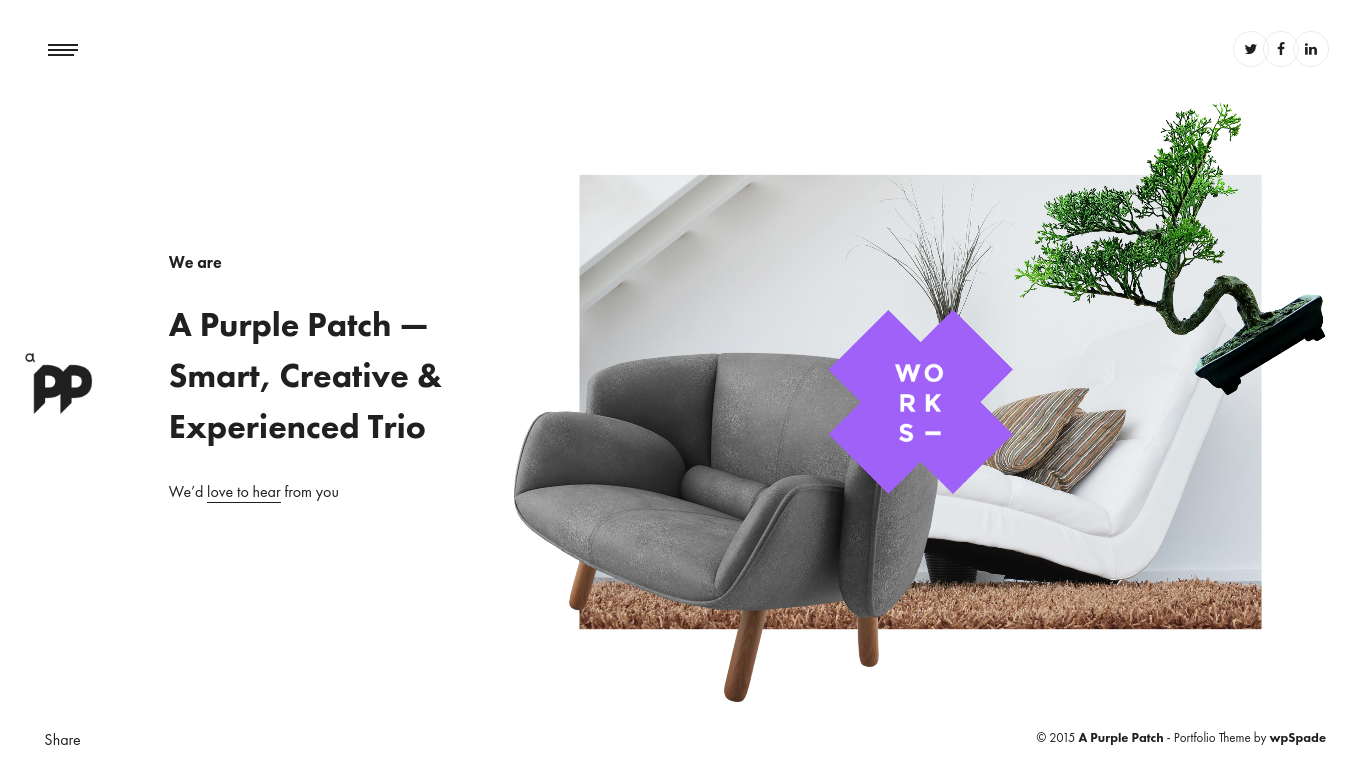 We are
A Purple Patch —
Smart, Creative &
Experienced Trio
We’d love to hear from you
a
pp
WO
RK
S –
Share
© 2015 A Purple Patch - Portfolio Theme by wpSpade